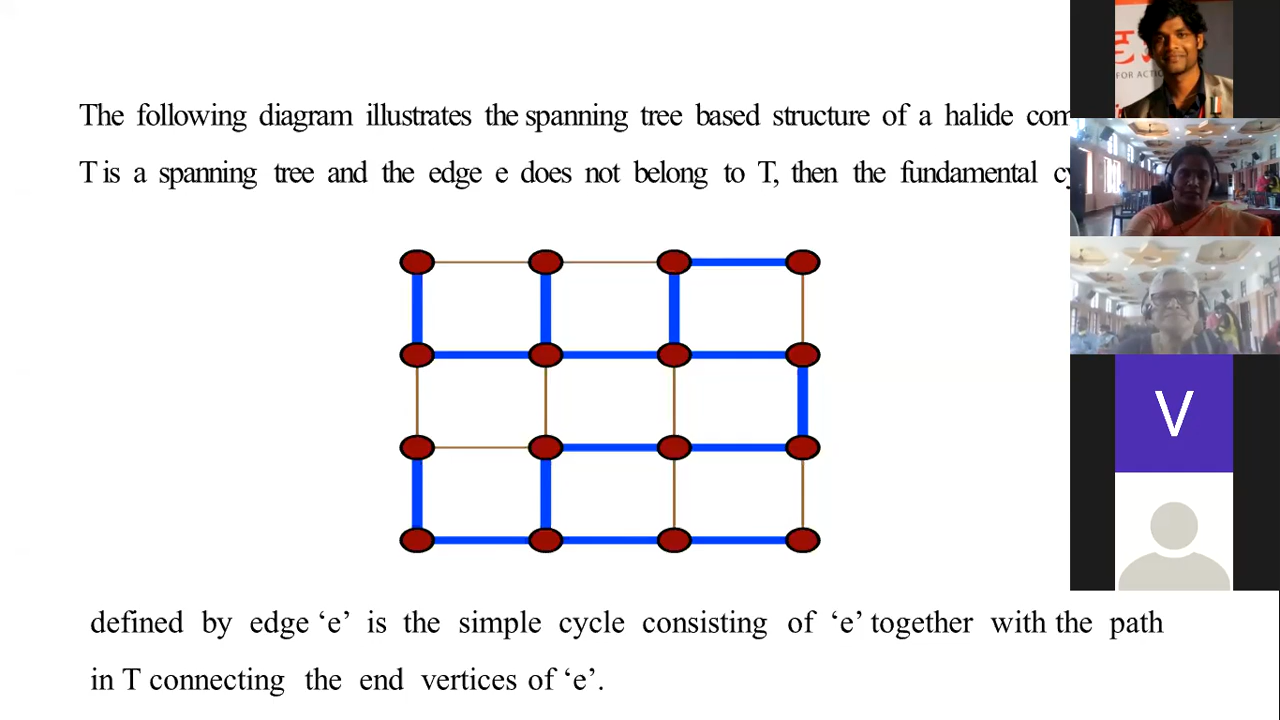 The following diagram illustrates the spanning tree based structure of a halide
T is a spanning tree and the edge e does not belong to T, then the fundamental
defined by edge ‘e’ is the simple cycle consisting of ‘e’ together with the path
in T connecting the end vertices of ‘e’.
FOR
V